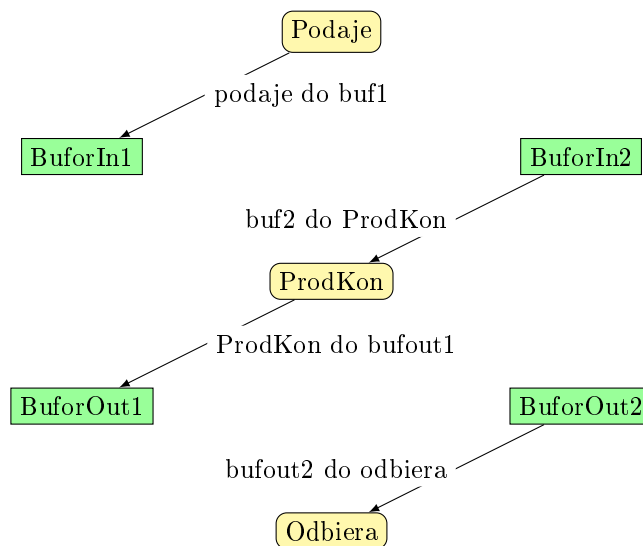 Podaje
podaje do buf1
BuforIn1
BuforIn2
buf2 do ProdKon
ProdKon
ProdKon do bufout1
BuforOut1
BuforOut2
bufout2 do odbiera
Odbiera